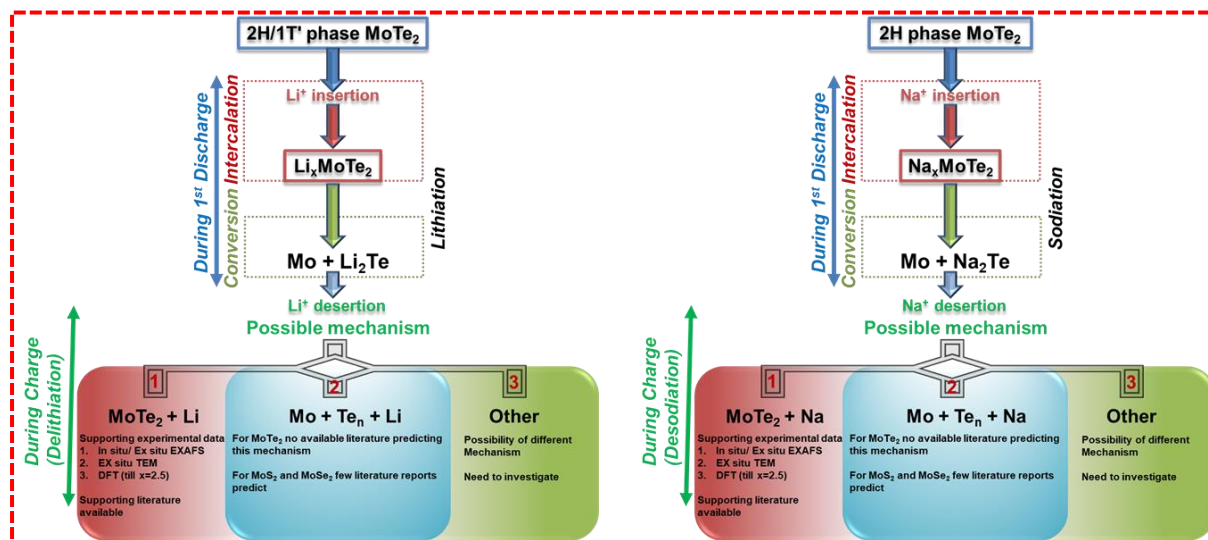 2H/1T' phase MoTe₂
During 1st Discharge
Intercalation
Conversion
Li⁺ insertion
LiₓMoTe₂
Lithiation
Mo + Li₂Te
Li⁺ desertion
Possible mechanism
During Charge
(Delithiation)
1
2
3
MoTe₂ + Li
Supporting experimental data
1. In situ/ Ex situ EXAFS
2. EX situ TEM
3. DFT (till x=2.5)
Supporting literature
available
Mo + Teₙ + Li
For MoTe₂ no available literature predicting
this mechanism
For MoS₂ and MoSe₂ few literature reports
predict
Other
Possibility of different
Mechanism
Need to investigate
2H phase MoTe₂
During 1st Discharge
Intercalation
Conversion
Na⁺ insertion
NaₓMoTe₂
Sodiation
Mo + Na₂Te
Na⁺ desertion
Possible mechanism
During Charge
(Desodiation)
1
2
3
MoTe₂ + Na
Supporting experimental data
1. In situ/ Ex situ EXAFS
2. EX situ TEM
3. DFT (till x=2.5)
Supporting literature
available
Mo + Teₙ + Na
For MoTe₂ no available literature predicting
this mechanism
For MoS₂ and MoSe₂ few literature reports
predict
Other
Possibility of different
Mechanism
Need to investigate